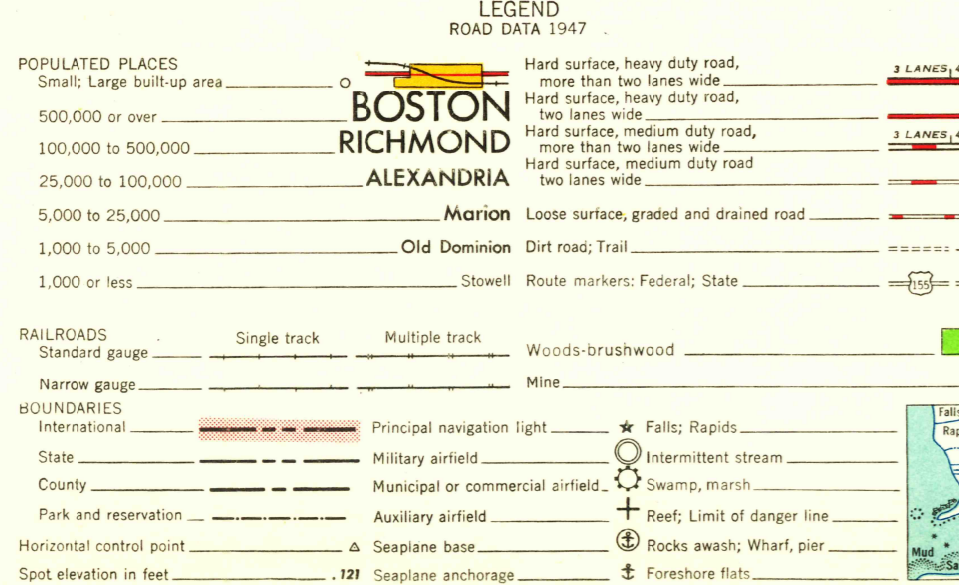 LEGEND
ROAD DATA 1947
POPULATED PLACES
Small; Large built-up area
500,000 or over BOSTON
100,000 to 500,000 RICHMOND
25,000 to 100,000 ALEXANDRIA
5,000 to 25,000 Marion
1,000 to 5,000 Old Dominion
1,000 or less Stowell
Hard surface, heavy duty road,
more than two lanes wide 3 LANES 4
Hard surface, heavy duty road,
two lanes wide
Hard surface, medium duty road,
more than two lanes wide 3 LANES 4
Hard surface, medium duty road
two lanes wide
Loose surface, graded and drained road
Dirt road; Trail
Route markers: Federal; State 155
RAILROADS Single track Multiple track
Standard gauge
Narrow gauge
Woods-brushwood
Mine
BOUNDARIES
International
State
County
Park and reservation
Horizontal control point
Spot elevation in feet .121
Principal navigation light
Military airfield
Municipal or commercial airfield
Auxiliary airfield
Seaplane base
Seaplane anchorage
Falls; Rapids
Intermittent stream
Swamp, marsh
Reef; Limit of danger line
Rocks awash; Wharf, pier
Foreshore flats
Falls
Rap
Mud
Sa